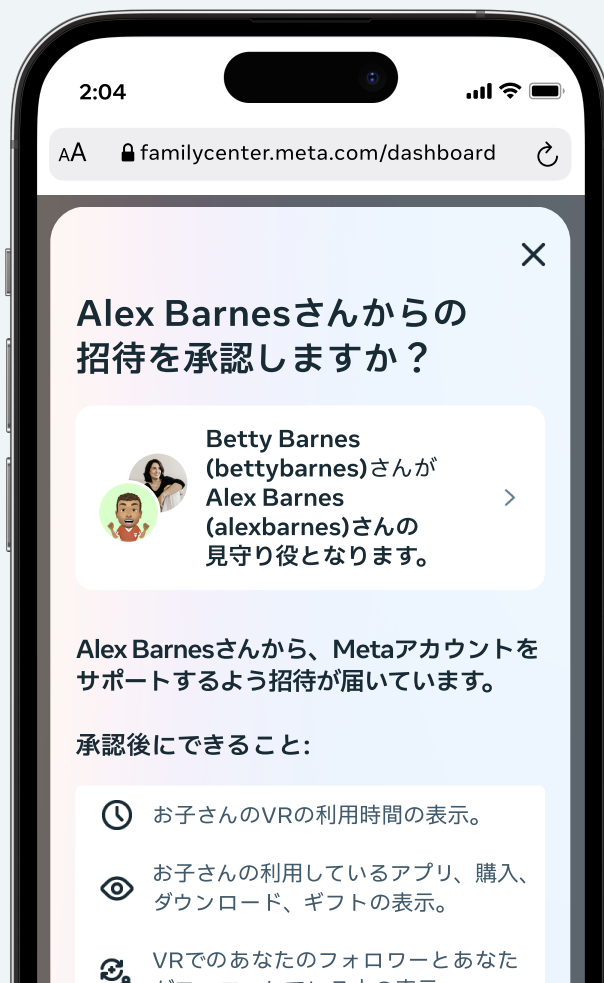 2:04
AA familycenter.meta.com/dashboard
Alex Barnesさんからの
招待を承認しますか？
Betty Barnes
(bettybarnes)さんが
Alex Barnes
(alexbarnes)さんの
見守り役となります。
Alex Barnesさんから、Metaアカウントを
サポートするよう招待が届いています。
承認後にできること:
お子さんのVRの利用時間の表示。
お子さんの利用しているアプリ、購入、
ダウンロード、ギフトの表示。
VRでのあなたのフォロワーとあなた